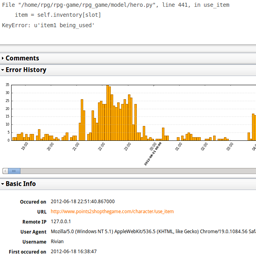 File "/home/rpg/rpg-game/rpg-game/model/hero.py", line 441, in use_item
item = self.inventory[slot]
KeyError: u'item1 being_used'
Comments
Error History
35
30
25
20
15
10
5
0
Basic Info
Occured on 2012-06-18 22:51:40.867000
URL http://www.points2shopthegame.com/character/use_item
Remote IP 127.0.0.1
User Agent Mozilla/5.0 (Windows NT 5.1) AppleWebKit/536.5 (KHTML, like Gecko) Chrome/19.0.1084.56 Safa
Username Rivian
First occured on 2012-06-18 16:38:47